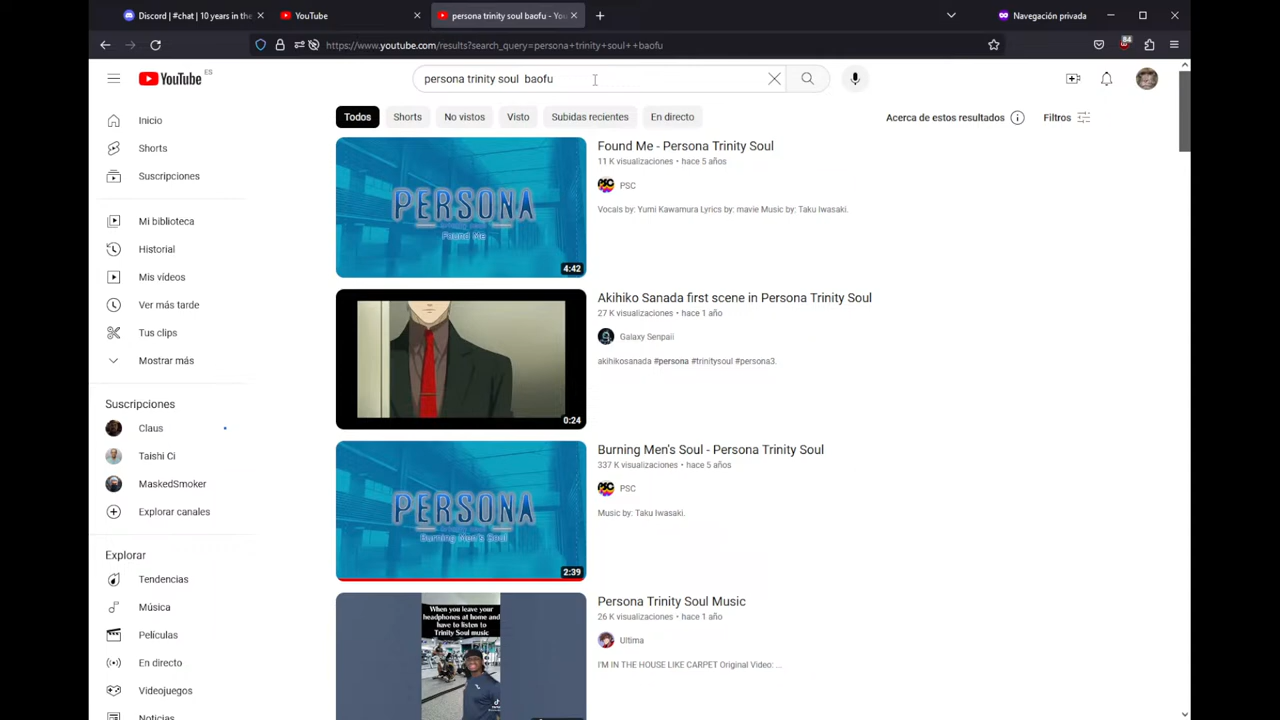 Discord | #chat | 10 years in the
YouTube
persona trinity soul baofu - You
Navegación privada
https://www.youtube.com/results?search_query=persona+trinity+soul++baofu
84
YouTube ES
persona trinity soul  baofu
Todos
Shorts
No vistos
Visto
Subidas recientes
En directo
Acerca de estos resultados
Filtros
Inicio
Shorts
Suscripciones
Mi biblioteca
Historial
Mis vídeos
Ver más tarde
Tus clips
Mostrar más
Suscripciones
Claus
Taishi Ci
MaskedSmoker
Explorar canales
Explorar
Tendencias
Música
Películas
En directo
Videojuegos
Noticias
PERSONA
Found Me
4:42
Found Me - Persona Trinity Soul
11 K visualizaciones • hace 5 años
PSC
Vocals by: Yumi Kawamura Lyrics by: mavie Music by: Taku Iwasaki.
0:24
Akihiko Sanada first scene in Persona Trinity Soul
27 K visualizaciones • hace 1 año
Galaxy Senpaii
akihikosanada #persona #trinitysoul #persona3.
PERSONA
Burning Men's Soul
2:39
Burning Men's Soul - Persona Trinity Soul
337 K visualizaciones • hace 5 años
PSC
Music by: Taku Iwasaki.
When you leave your
headphones at home and
have to listen to
Trinity Soul music
Persona Trinity Soul Music
26 K visualizaciones • hace 1 año
Ultima
I'M IN THE HOUSE LIKE CARPET Original Video: ...